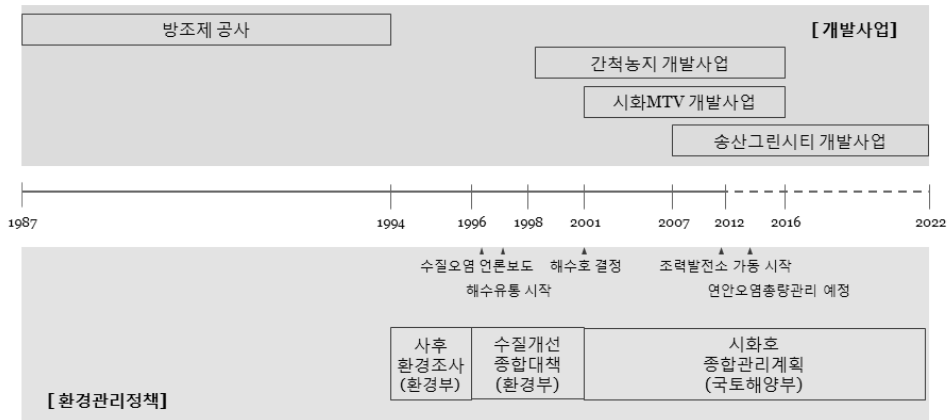 방조제 공사
[ 개발사업]
간척농지 개발사업
시화MTV 개발사업
송산그린시티 개발사업
1987 1994 1996 1998 2001 2007 2012 2016 2022
수질오염 언론보도 해수호 결정 조력발전소 가동 시작
해수유통 시작 연안오염총량관리 예정
사후
환경조사
(환경부)
수질개선
종합대책
(환경부)
시화호
종합관리계획
(국토해양부)
[ 환경관리정책]